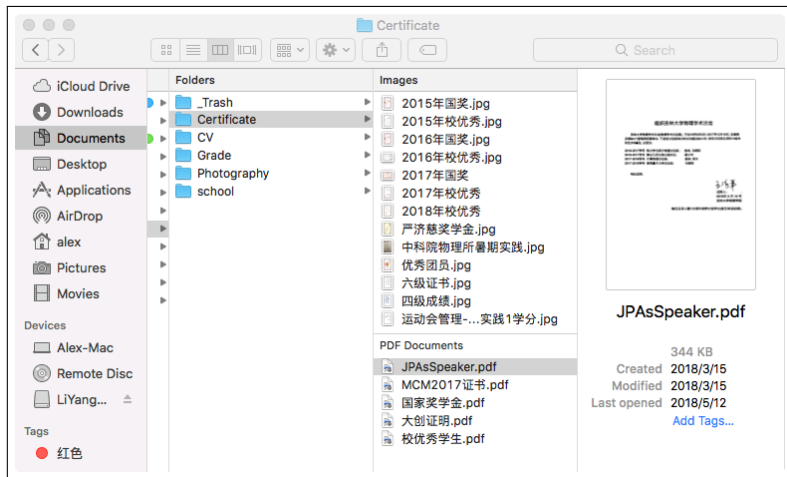 Certificate
Search
iCloud Drive
Downloads
Documents
Desktop
Applications
AirDrop
alex
Pictures
Movies
Devices
Alex-Mac
Remote Disc
LiYang...
Tags
红色
Folders
_Trash
Certificate
CV
Grade
Photography
school
Images
2015年国奖.jpg
2015年校优秀.jpg
2016年国奖.jpg
2016年校优秀.jpg
2017年国奖
2017年校优秀
2018年校优秀
严济慈奖学金.jpg
中科院物理所暑期实践.jpg
优秀团员.jpg
六级证书.jpg
四级成绩.jpg
运动会管理-...实践1学分.jpg
PDF Documents
JPAsSpeaker.pdf
MCM2017证书.pdf
国家奖学金.pdf
大创证明.pdf
校优秀学生.pdf
JPAsSpeaker.pdf
344 KB
Created 2018/3/15
Modified 2018/3/15
Last opened 2018/5/12
Add Tags...